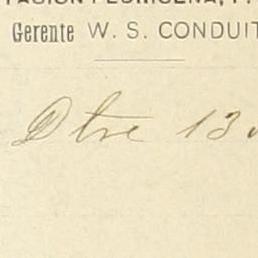 Gerente W. S. CONDUIT
Dbre 13